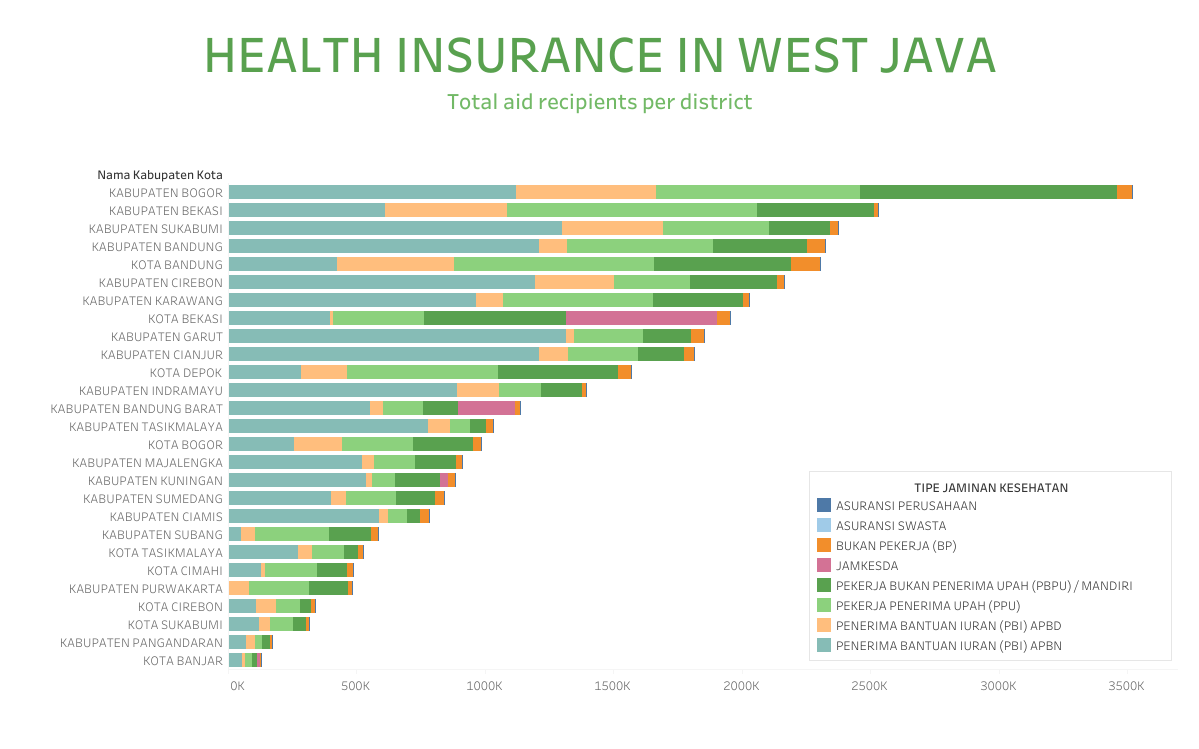 HEALTH INSURANCE IN WEST JAVA
Total aid recipients per district
Nama Kabupaten Kota
KABUPATEN BOGOR
KABUPATEN BEKASI
KABUPATEN SUKABUMI
KABUPATEN BANDUNG
KOTA BANDUNG
KABUPATEN CIREBON
KABUPATEN KARAWANG
KOTA BEKASI
KABUPATEN GARUT
KABUPATEN CIANJUR
KOTA DEPOK
KABUPATEN INDRAMAYU
KABUPATEN BANDUNG BARAT
KABUPATEN TASIKMALAYA
KOTA BOGOR
KABUPATEN MAJALENGKA
KABUPATEN KUNINGAN
KABUPATEN SUMEDANG
KABUPATEN CIAMIS
KABUPATEN SUBANG
KOTA TASIKMALAYA
KOTA CIMAHI
KABUPATEN PURWAKARTA
KOTA CIREBON
KOTA SUKABUMI
KABUPATEN PANGANDARAN
KOTA BANJAR
0K 500K 1000K 1500K 2000K 2500K 3000K 3500K
TIPE JAMINAN KESEHATAN
ASURANSI PERUSAHAAN
ASURANSI SWASTA
BUKAN PEKERJA (BP)
JAMKESDA
PEKERJA BUKAN PENERIMA UPAH (PBPU) / MANDIRI
PEKERJA PENERIMA UPAH (PPU)
PENERIMA BANTUAN IURAN (PBI) APBD
PENERIMA BANTUAN IURAN (PBI) APBN